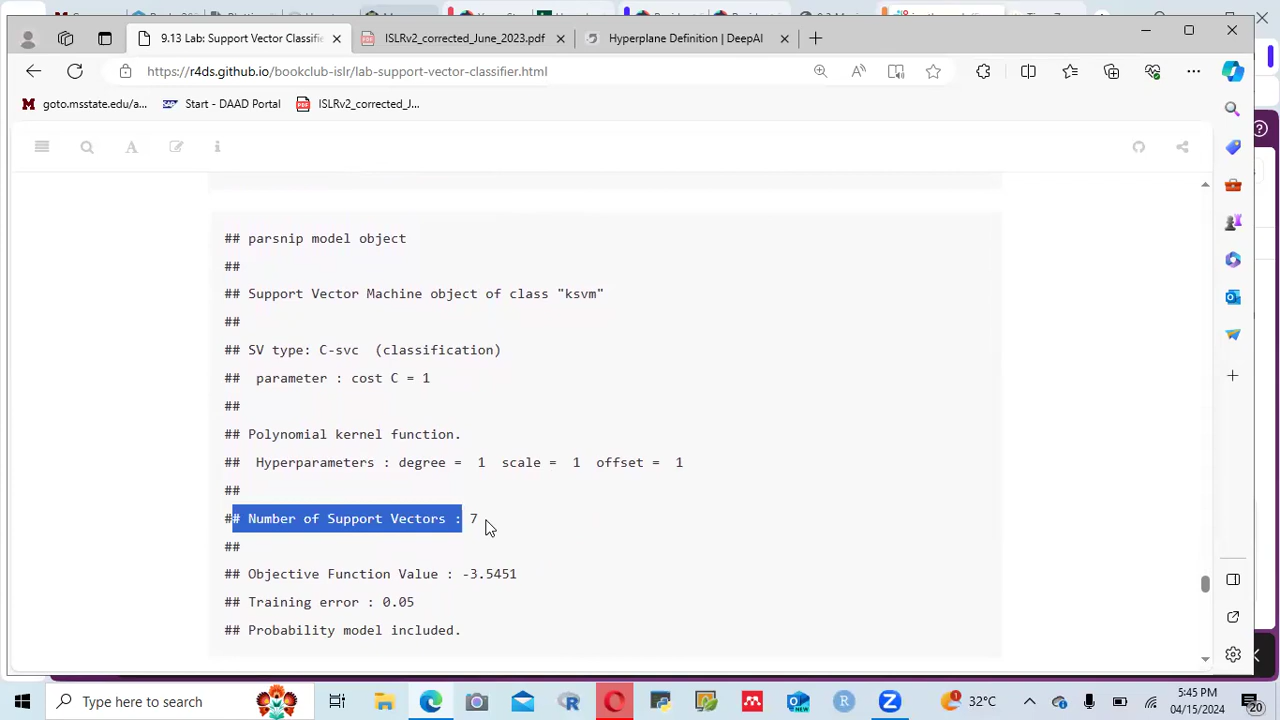 9.13 Lab: Support Vector Classifi
ISLRv2_corrected_June_2023.pdf
Hyperplane Definition | DeepAI
https://r4ds.github.io/bookclub-islr/lab-support-vector-classifier.html
goto.msstate.edu/a...
Start - DAAD Portal
ISLRv2_corrected_J...
## parsnip model object
##
## Support Vector Machine object of class "ksvm"
##
## SV type: C-svc  (classification)
##  parameter : cost C = 1
##
## Polynomial kernel function.
##  Hyperparameters : degree =  1  scale =  1  offset =  1
##
## Number of Support Vectors : 7
##
## Objective Function Value : -3.5451
## Training error : 0.05
## Probability model included.
Type here to search
32°C
5:45 PM
04/15/2024
20